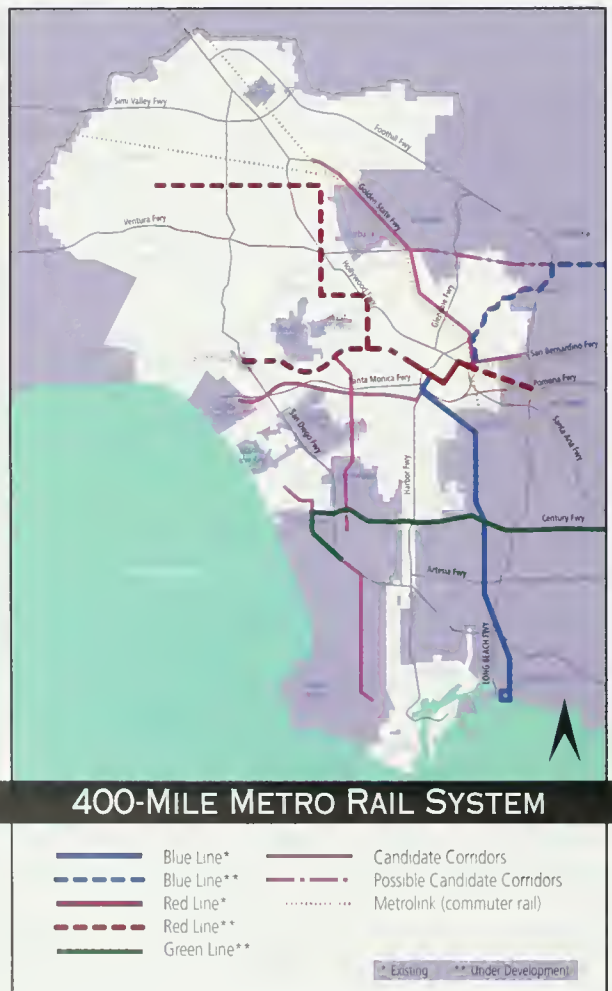 Simi Valley Fwy
Foothill Fwy
Golden State Fwy
Ventura Fwy
Hollywood Fwy
Glendale Fwy
San Bernardino Fwy
Santa Monica Fwy
Pomona Fwy
San Diego Fwy
Harbor Fwy
Santa Ana Fwy
Century Fwy
Artesia Fwy
LONG BEACH FWY
400-MILE METRO RAIL SYSTEM
Blue Line*
Blue Line**
Red Line*
Red Line**
Green Line**
Candidate Corridors
Possible Candidate Corridors
Metrolink (commuter rail)
* Existing ** Under Development